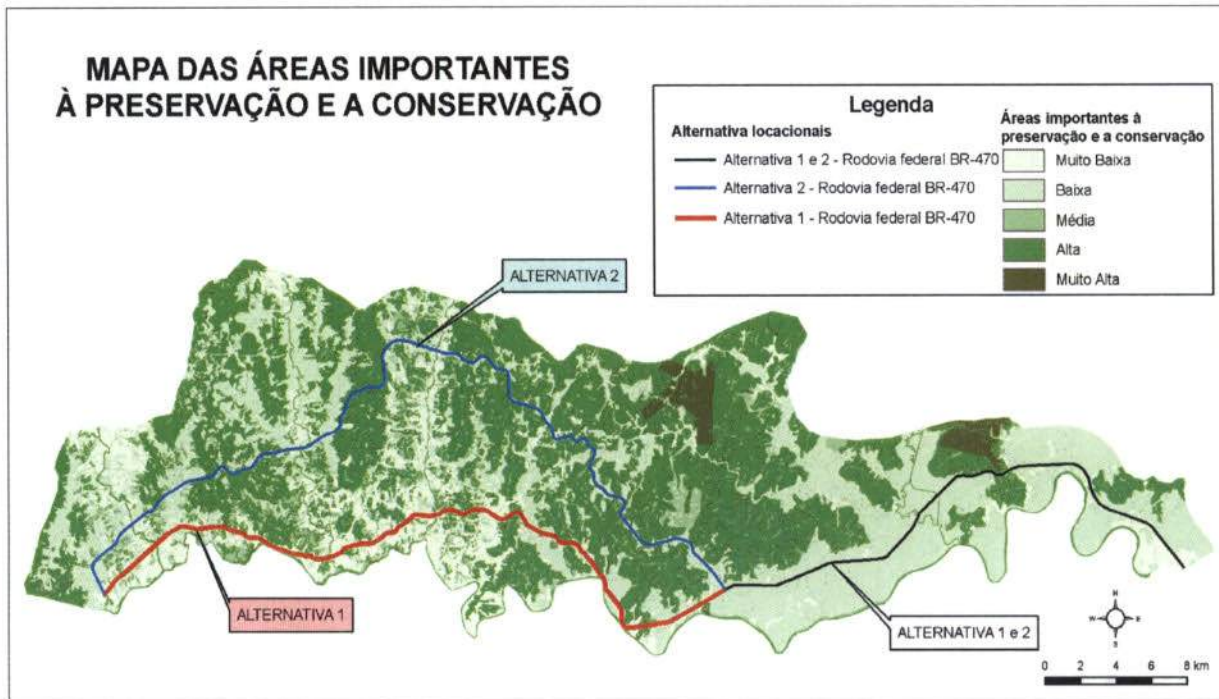 MAPA DAS ÁREAS IMPORTANTES
À PRESERVAÇÃO E A CONSERVAÇÃO
Legenda
Alternativa locacionais
Alternativa 1 e 2 - Rodovia federal BR-470
Alternativa 2 - Rodovia federal BR-470
Alternativa 1 - Rodovia federal BR-470
Áreas importantes à
preservação e a conservação
Muito Baixa
Baixa
Média
Alta
Muito Alta
ALTERNATIVA 2
ALTERNATIVA 1
ALTERNATIVA 1 e 2
N
W E
S
0 2 4 6 8 km